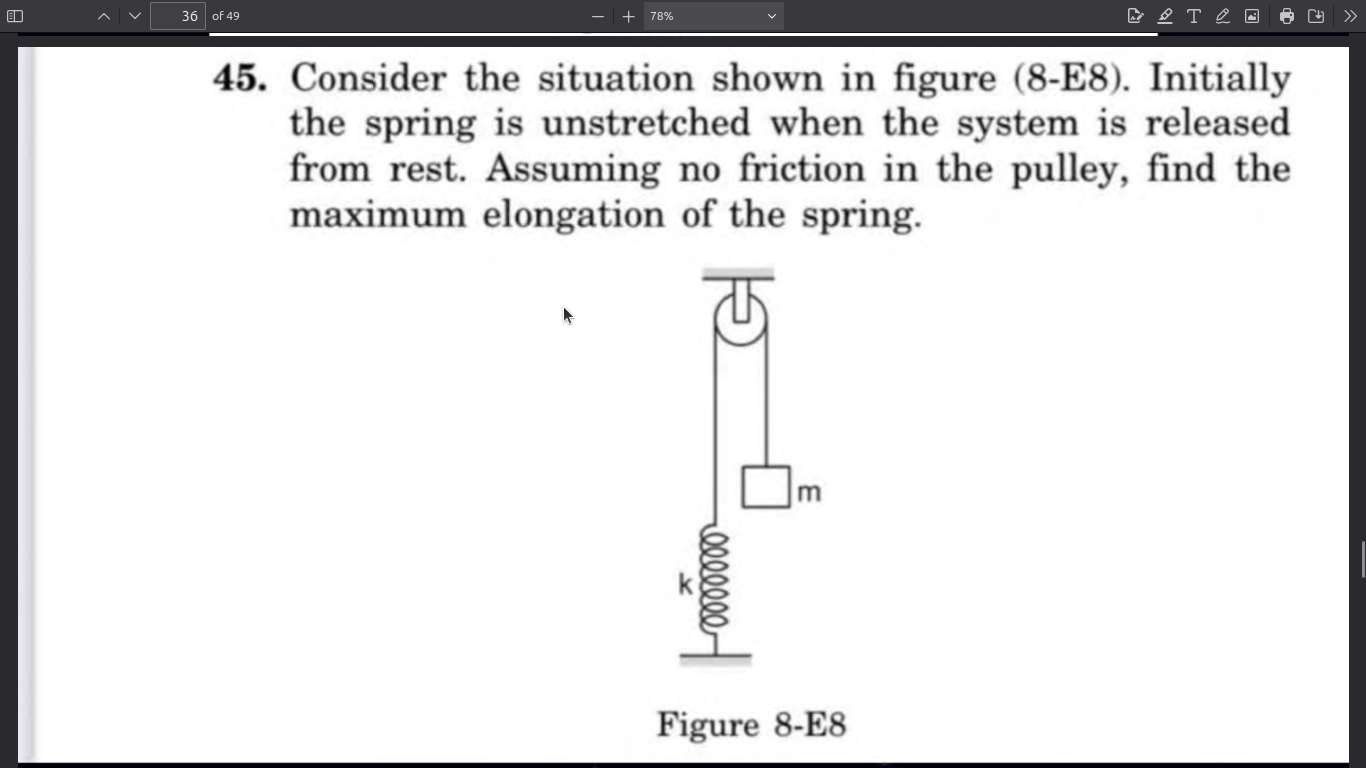 36 of 49 78%
45. Consider the situation shown in figure (8-E8). Initially
the spring is unstretched when the system is released
from rest. Assuming no friction in the pulley, find the
maximum elongation of the spring.
m
k
Figure 8-E8